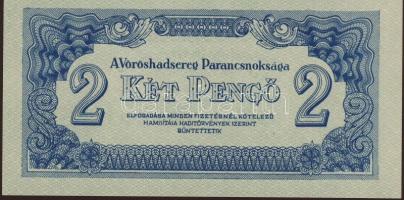 A Vöröshadsereg Parancsnoksága
2 KÉT PENGŐ 2
ELFOGADÁSA MINDEN FIZETÉSNÉL KÖTELEZŐ
HAMISÍTÁSA HADITÖRVÉNYEK SZERINT
BÜNTETTETIK